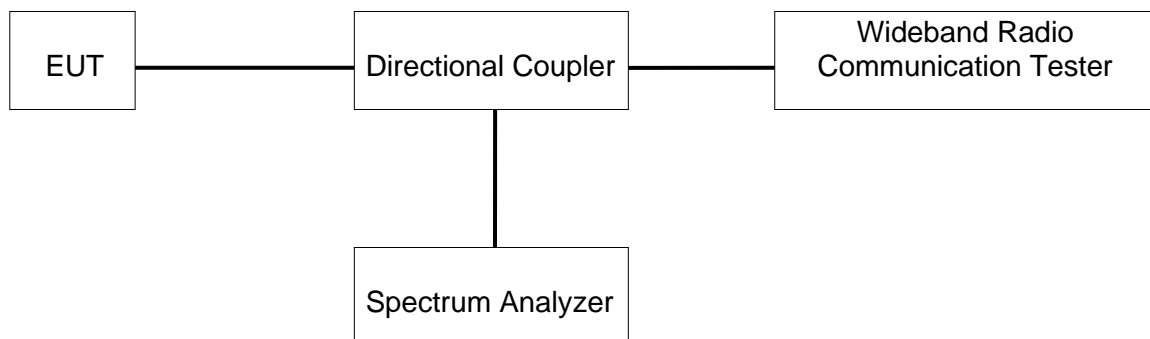 EUT
Directional Coupler
Wideband Radio
Communication Tester
Spectrum Analyzer